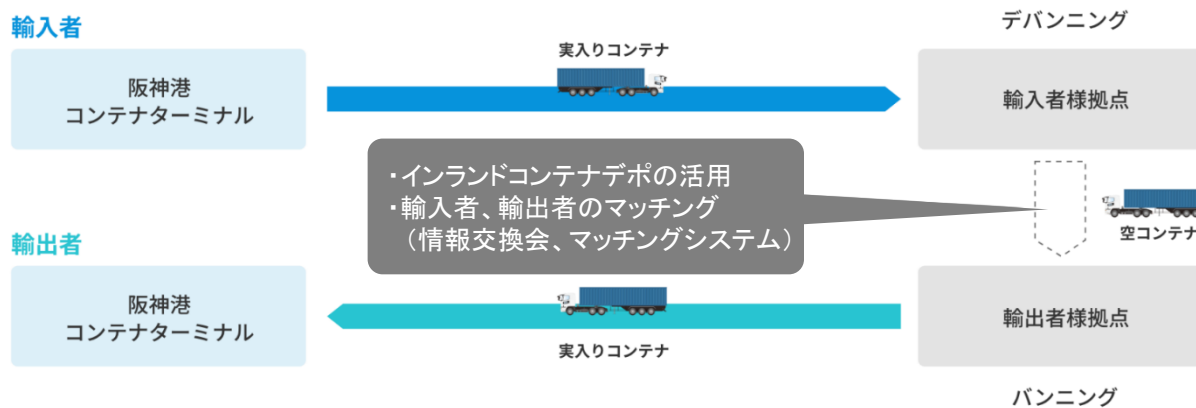 輸入者
デバンニング
阪神港
コンテナターミナル
実入りコンテナ
輸入者様拠点
・インランドコンテナデポの活用
・輸入者、輸出者のマッチング
（情報交換会、マッチングシステム）
空コンテナ
輸出者
阪神港
コンテナターミナル
実入りコンテナ
輸出者様拠点
バンニング